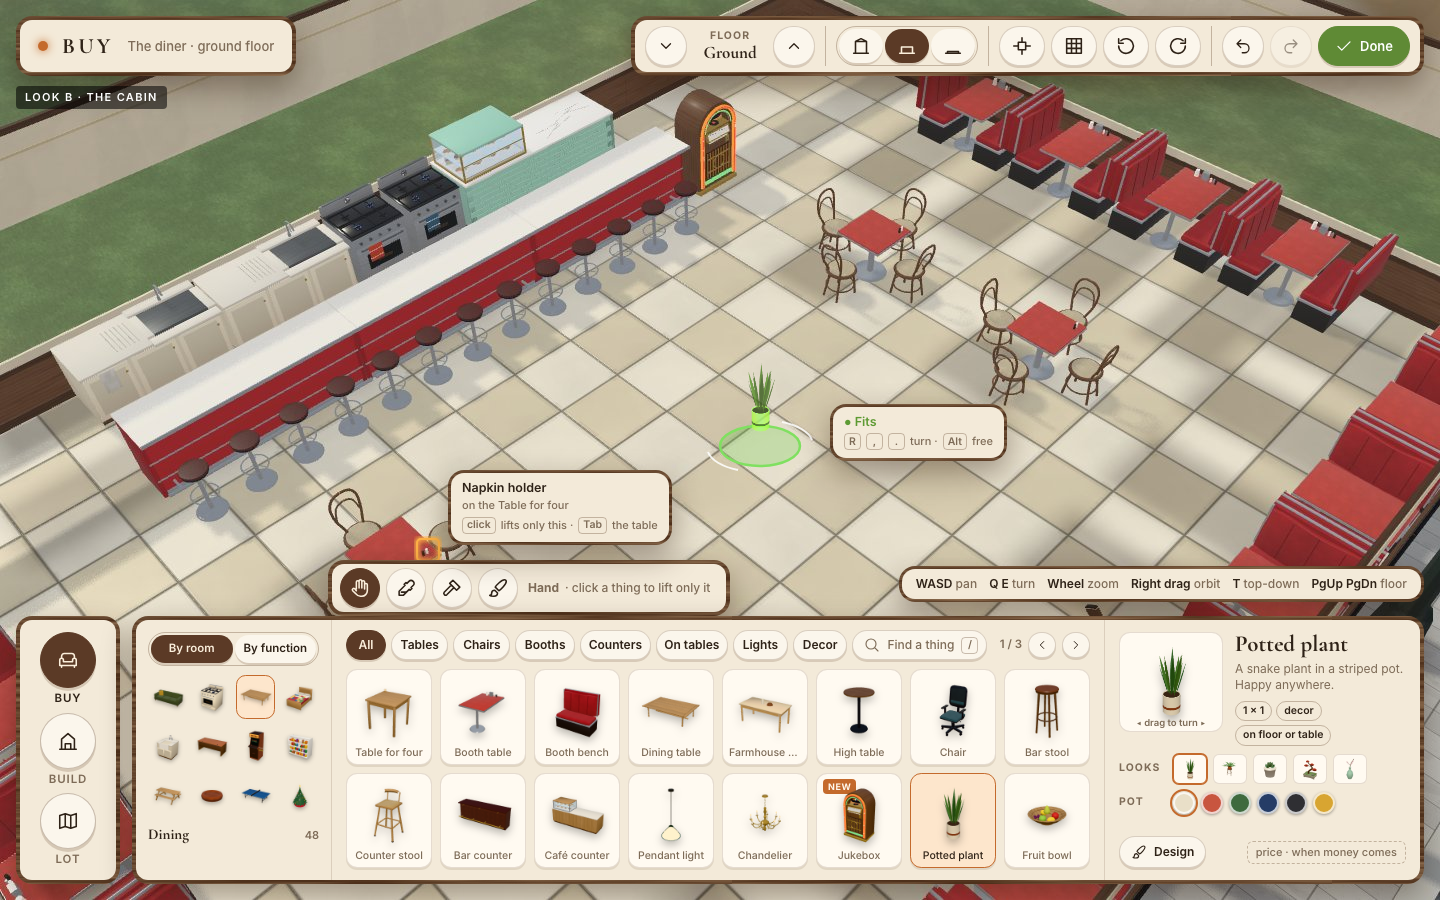 BUY The diner · ground floor
LOOK B · THE CABIN
FLOOR
Ground
Done
● Fits
R , . turn · Alt free
Napkin holder
on the Table for four
click lifts only this · Tab the table
Hand · click a thing to lift only it
WASD pan Q E turn Wheel zoom Right drag orbit T top-down PgUp PgDn floor
BUY
BUILD
LOT
By room By function
Dining 48
All Tables Chairs Booths Counters On tables Lights Decor Find a thing / 1 / 3
Table for four Booth table Booth bench Dining table Farmhouse ... High table Chair Bar stool
NEW
Counter stool Bar counter Café counter Pendant light Chandelier Jukebox Potted plant Fruit bowl
Potted plant
A snake plant in a striped pot.
Happy anywhere.
1 × 1 decor
on floor or table
◂ drag to turn ▸
LOOKS
POT
Design price · when money comes